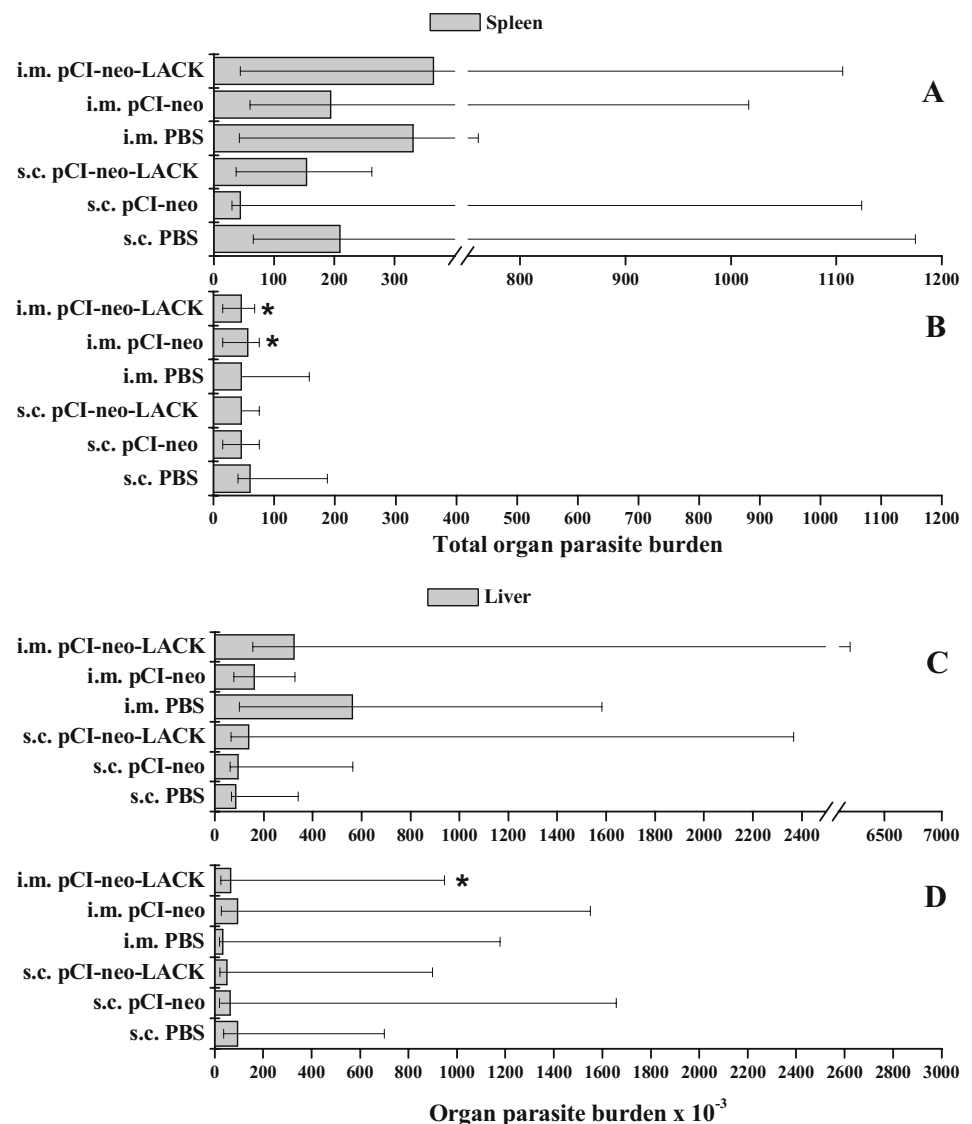 Spleen
A
i.m. pCI-neo-LACK
i.m. pCI-neo
i.m. PBS
s.c. pCI-neo-LACK
s.c. pCI-neo
s.c. PBS
0 100 200 300 800 900 1000 1100 1200
B
i.m. pCI-neo-LACK *
i.m. pCI-neo *
i.m. PBS
s.c. pCI-neo-LACK
s.c. pCI-neo
s.c. PBS
0 100 200 300 400 500 600 700 800 900 1000 1100 1200
Total organ parasite burden
Liver
C
i.m. pCI-neo-LACK
i.m. pCI-neo
i.m. PBS
s.c. pCI-neo-LACK
s.c. pCI-neo
s.c. PBS
0 200 400 600 800 1000 1200 1400 1600 1800 2000 2200 2400 6500 7000
D
i.m. pCI-neo-LACK *
i.m. pCI-neo
i.m. PBS
s.c. pCI-neo-LACK
s.c. pCI-neo
s.c. PBS
0 200 400 600 800 1000 1200 1400 1600 1800 2000 2200 2400 2600 2800 3000
Organ parasite burden x 10⁻³